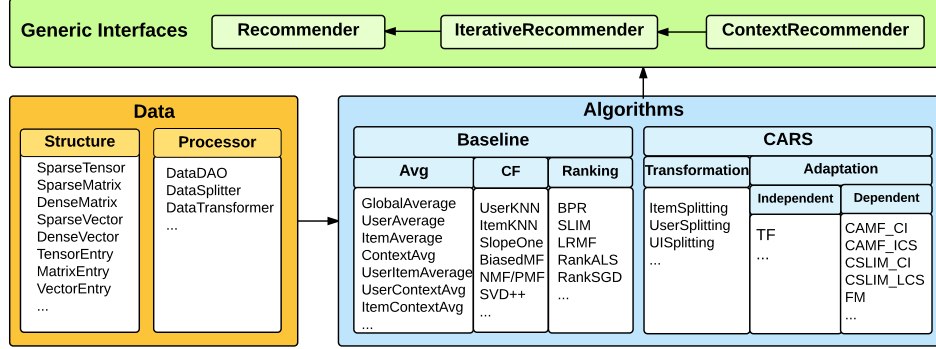 Generic Interfaces
Recommender
IterativeRecommender
ContextRecommender
Data
Structure
SparseTensor
SparseMatrix
DenseMatrix
SparseVector
DenseVector
TensorEntry
MatrixEntry
VectorEntry
...
Processor
DataDAO
DataSplitter
DataTransformer
...
Algorithms
Baseline
Avg
GlobalAverage
UserAverage
ItemAverage
ContextAvg
UserItemAverage
UserContextAvg
ItemContextAvg
...
CF
UserKNN
ItemKNN
SlopeOne
BiasedMF
NMF/PMF
SVD++
...
Ranking
BPR
SLIM
LRMF
RankALS
RankSGD
...
CARS
Transformation
ItemSplitting
UserSplitting
UISplitting
...
Adaptation
Independent
TF
...
Dependent
CAMF_CI
CAMF_ICS
CSLIM_CI
CSLIM_LCS
FM
...